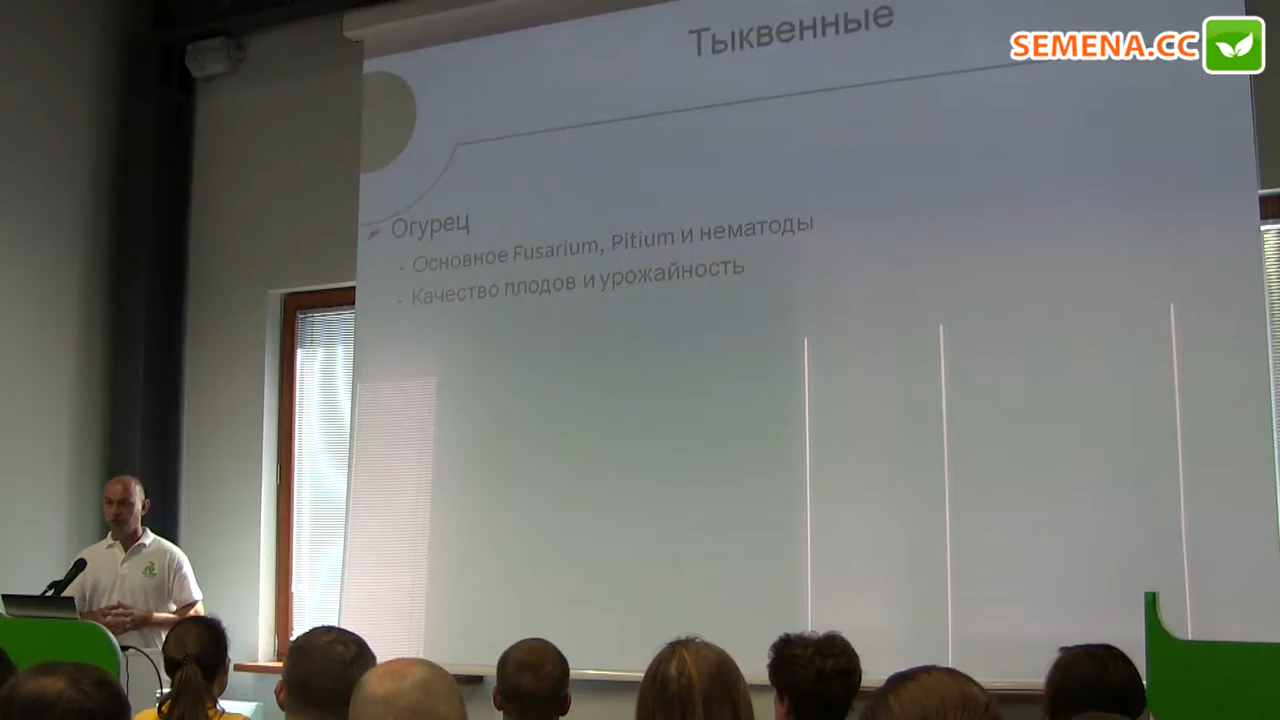 Тыквенные
SEMENA.CC
➢ Огурец
- Основное Fusarium, Pitium и нематоды
- Качество плодов и урожайность